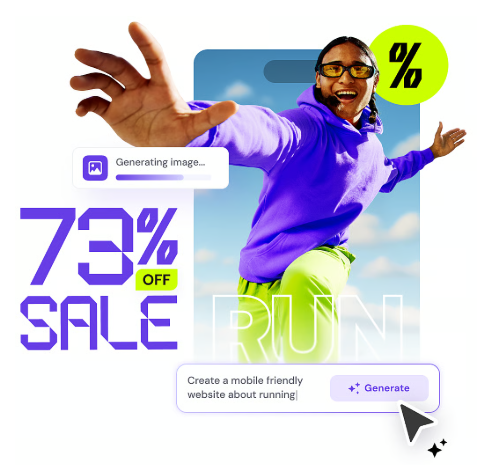 %
Generating image...
73%
OFF
SALE
RUN
Create a mobile friendly
website about running
Generate